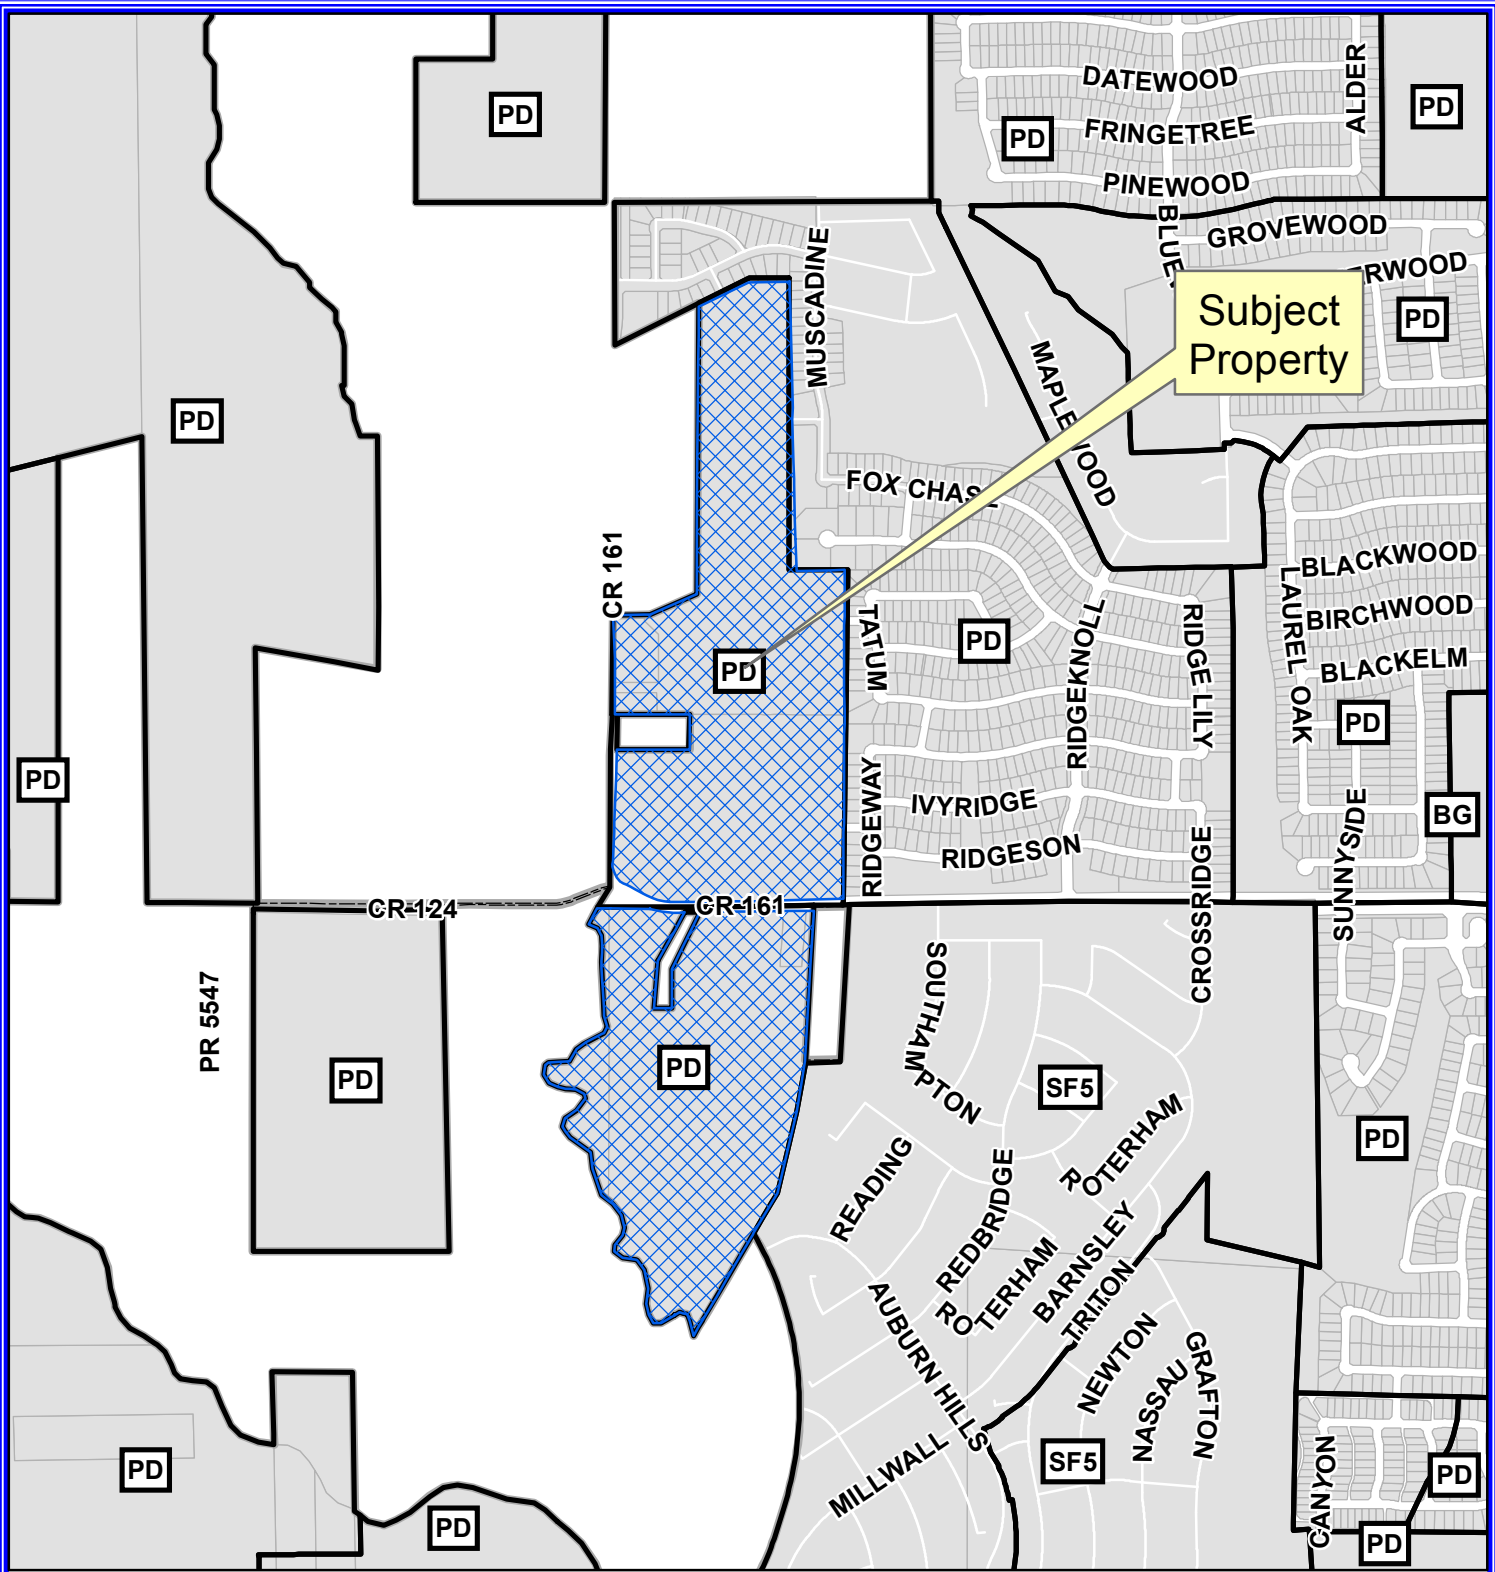 DATEWOOD
ALDER
PD
PD
PD
FRINGETREE
PINEWOOD
BLUE
GROVEWOOD
ERWOOD
MUSCADINE
Subject
Property
PD
MAPLEWOOD
PD
FOX CHASE
CR 161
BLACKWOOD
LAUREL OAK
BIRCHWOOD
TATUM
PD
RIDGEKNOLL
RIDGE LILY
BLACKELM
PD
PD
PD
RIDGEWAY
IVYRIDGE
SUNNYSIDE
BG
RIDGESON
CROSSRIDGE
CR 124
CR 161
SOUTHAMPTON
PR 5547
PD
PD
SF5
ROTERHAM
PD
READING
REDBRIDGE
BARNSLEY
ROTERHAM
TRITON
AUBURN HILLS
NEWTON
NASSAU
GRAFTON
MILLWALL
SF5
CANYON
PD
PD
PD
PD